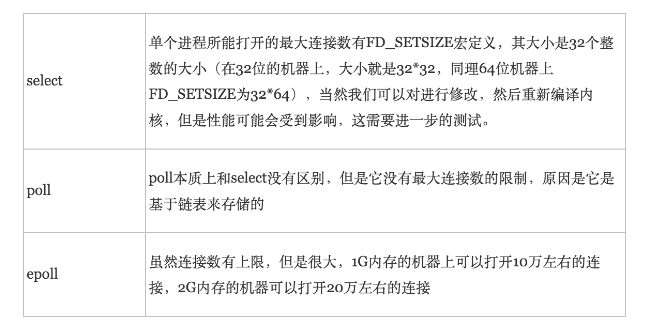 select
单个进程所能打开的最大连接数有FD_SETSIZE宏定义，其大小是32个整
数的大小（在32位的机器上，大小就是32*32，同理64位机器上
FD_SETSIZE为32*64），当然我们可以对进行修改，然后重新编译内
核，但是性能可能会受到影响，这需要进一步的测试。
poll
poll本质上和select没有区别，但是它没有最大连接数的限制，原因是它是
基于链表来存储的
epoll
虽然连接数有上限，但是很大，1G内存的机器上可以打开10万左右的连
接，2G内存的机器可以打开20万左右的连接